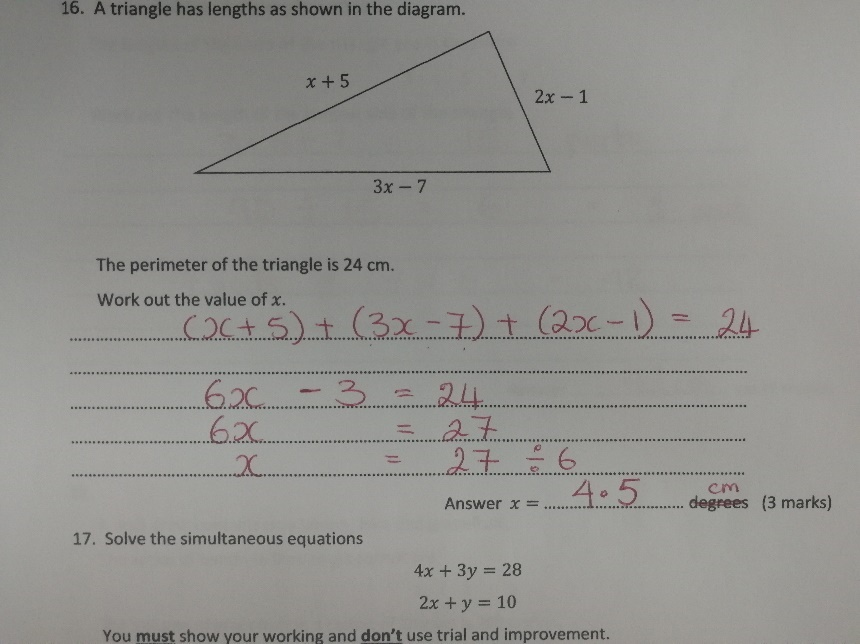 16. A triangle has lengths as shown in the diagram.
x + 5
2x − 1
3x − 7
The perimeter of the triangle is 24 cm.
Work out the value of x.
(x + 5) + (3x − 7) + (2x − 1) = 24
6x − 3 = 24
6x = 27
x = 27 ÷ 6
cm
Answer x = 4.5 degrees (3 marks)
17. Solve the simultaneous equations
4x + 3y = 28
2x + y = 10
You must show your working and don't use trial and improvement.